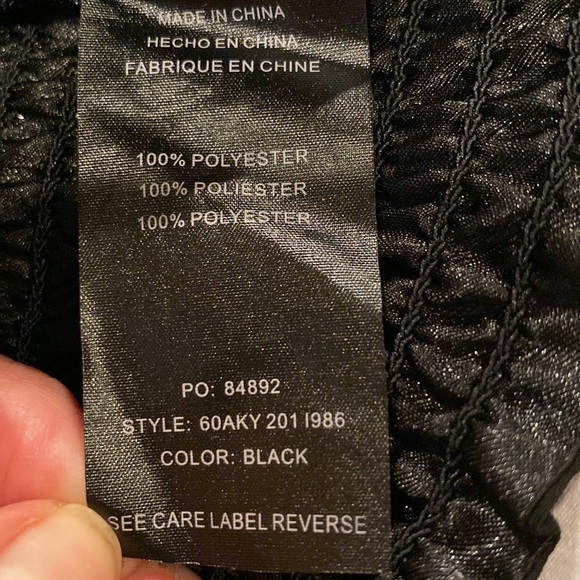 MADE IN CHINA
HECHO EN CHINA
FABRIQUE EN CHINE
100% POLYESTER
100% POLIESTER
100% POLYESTER
PO: 84892
STYLE: 60AKY 201 I986
COLOR: BLACK
SEE CARE LABEL REVERSE